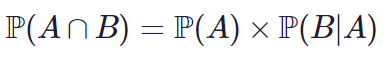 ℙ(A ∩ B) = ℙ(A) × ℙ(B|A)